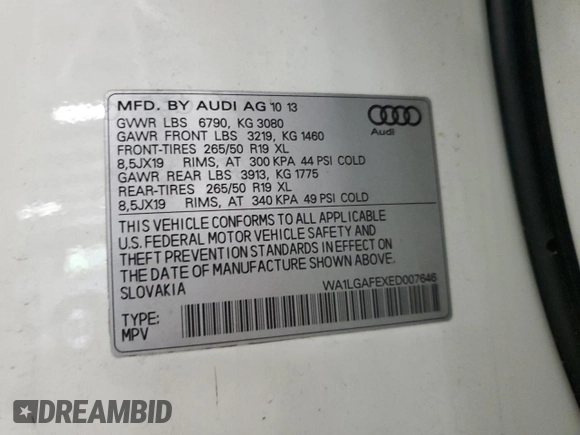 MFD. BY AUDI AG 10 13
GVWR LBS 6790, KG 3080
GAWR FRONT LBS 3219, KG 1460
FRONT-TIRES 265/50 R19 XL
8,5JX19 RIMS, AT 300 KPA 44 PSI COLD
GAWR REAR LBS 3913, KG 1775
REAR-TIRES 265/50 R19 XL
8,5JX19 RIMS, AT 340 KPA 49 PSI COLD
Audi
THIS VEHICLE CONFORMS TO ALL APPLICABLE
U.S. FEDERAL MOTOR VEHICLE SAFETY AND
THEFT PREVENTION STANDARDS IN EFFECT ON
THE DATE OF MANUFACTURE SHOWN ABOVE.
SLOVAKIA
WA1LGAFEXED007646
TYPE:
MPV
DREAMBID